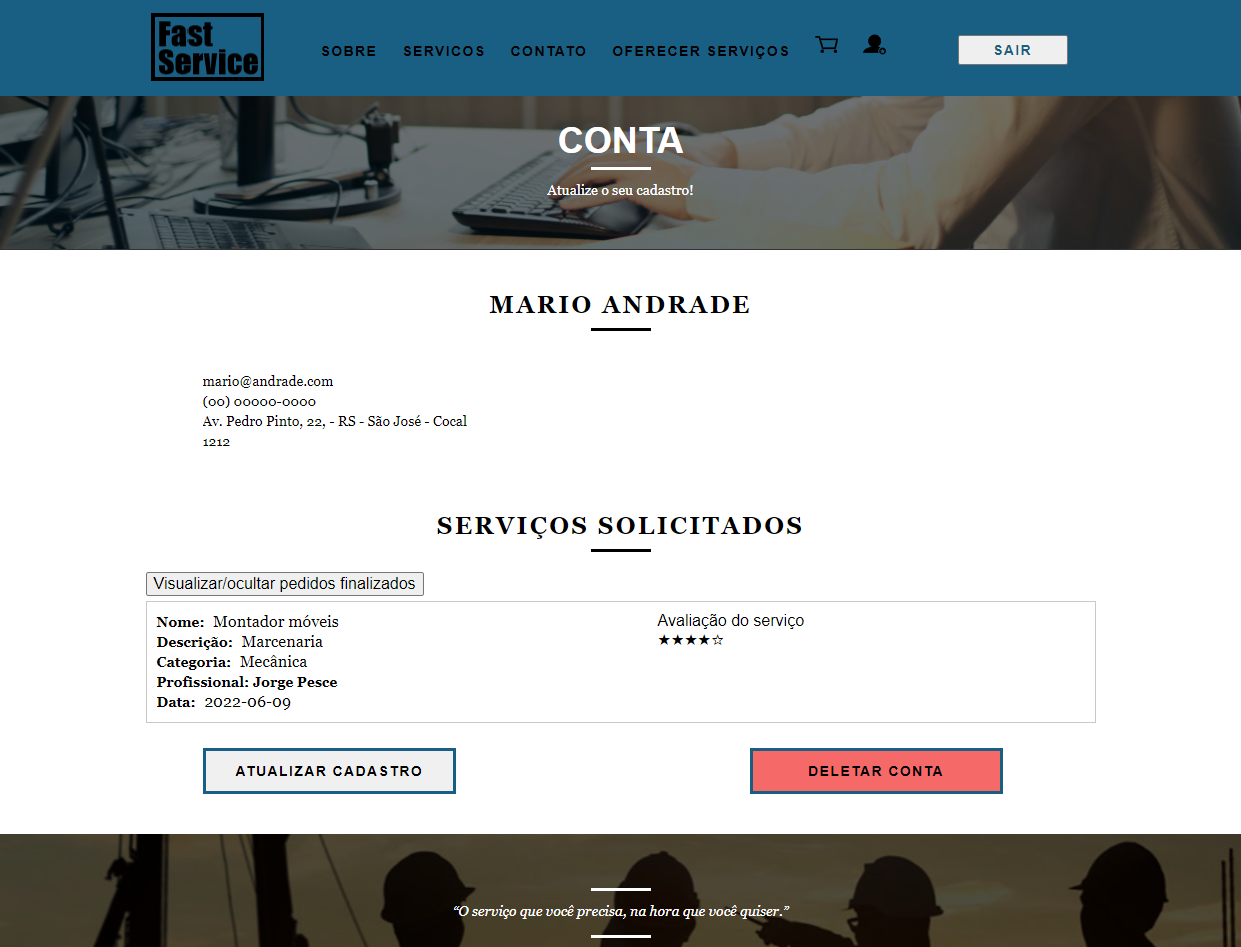 Fast
Service
SOBRE SERVICOS CONTATO OFERECER SERVIÇOS SAIR
CONTA
Atualize o seu cadastro!
MARIO ANDRADE
mario@andrade.com
(00) 00000-0000
Av. Pedro Pinto, 22, - RS - São José - Cocal
1212
SERVIÇOS SOLICITADOS
Visualizar/ocultar pedidos finalizados
Nome: Montador móveis
Descrição: Marcenaria
Categoria: Mecânica
Profissional: Jorge Pesce
Data: 2022-06-09
Avaliação do serviço
★★★★☆
ATUALIZAR CADASTRO DELETAR CONTA
“O serviço que você precisa, na hora que você quiser.”